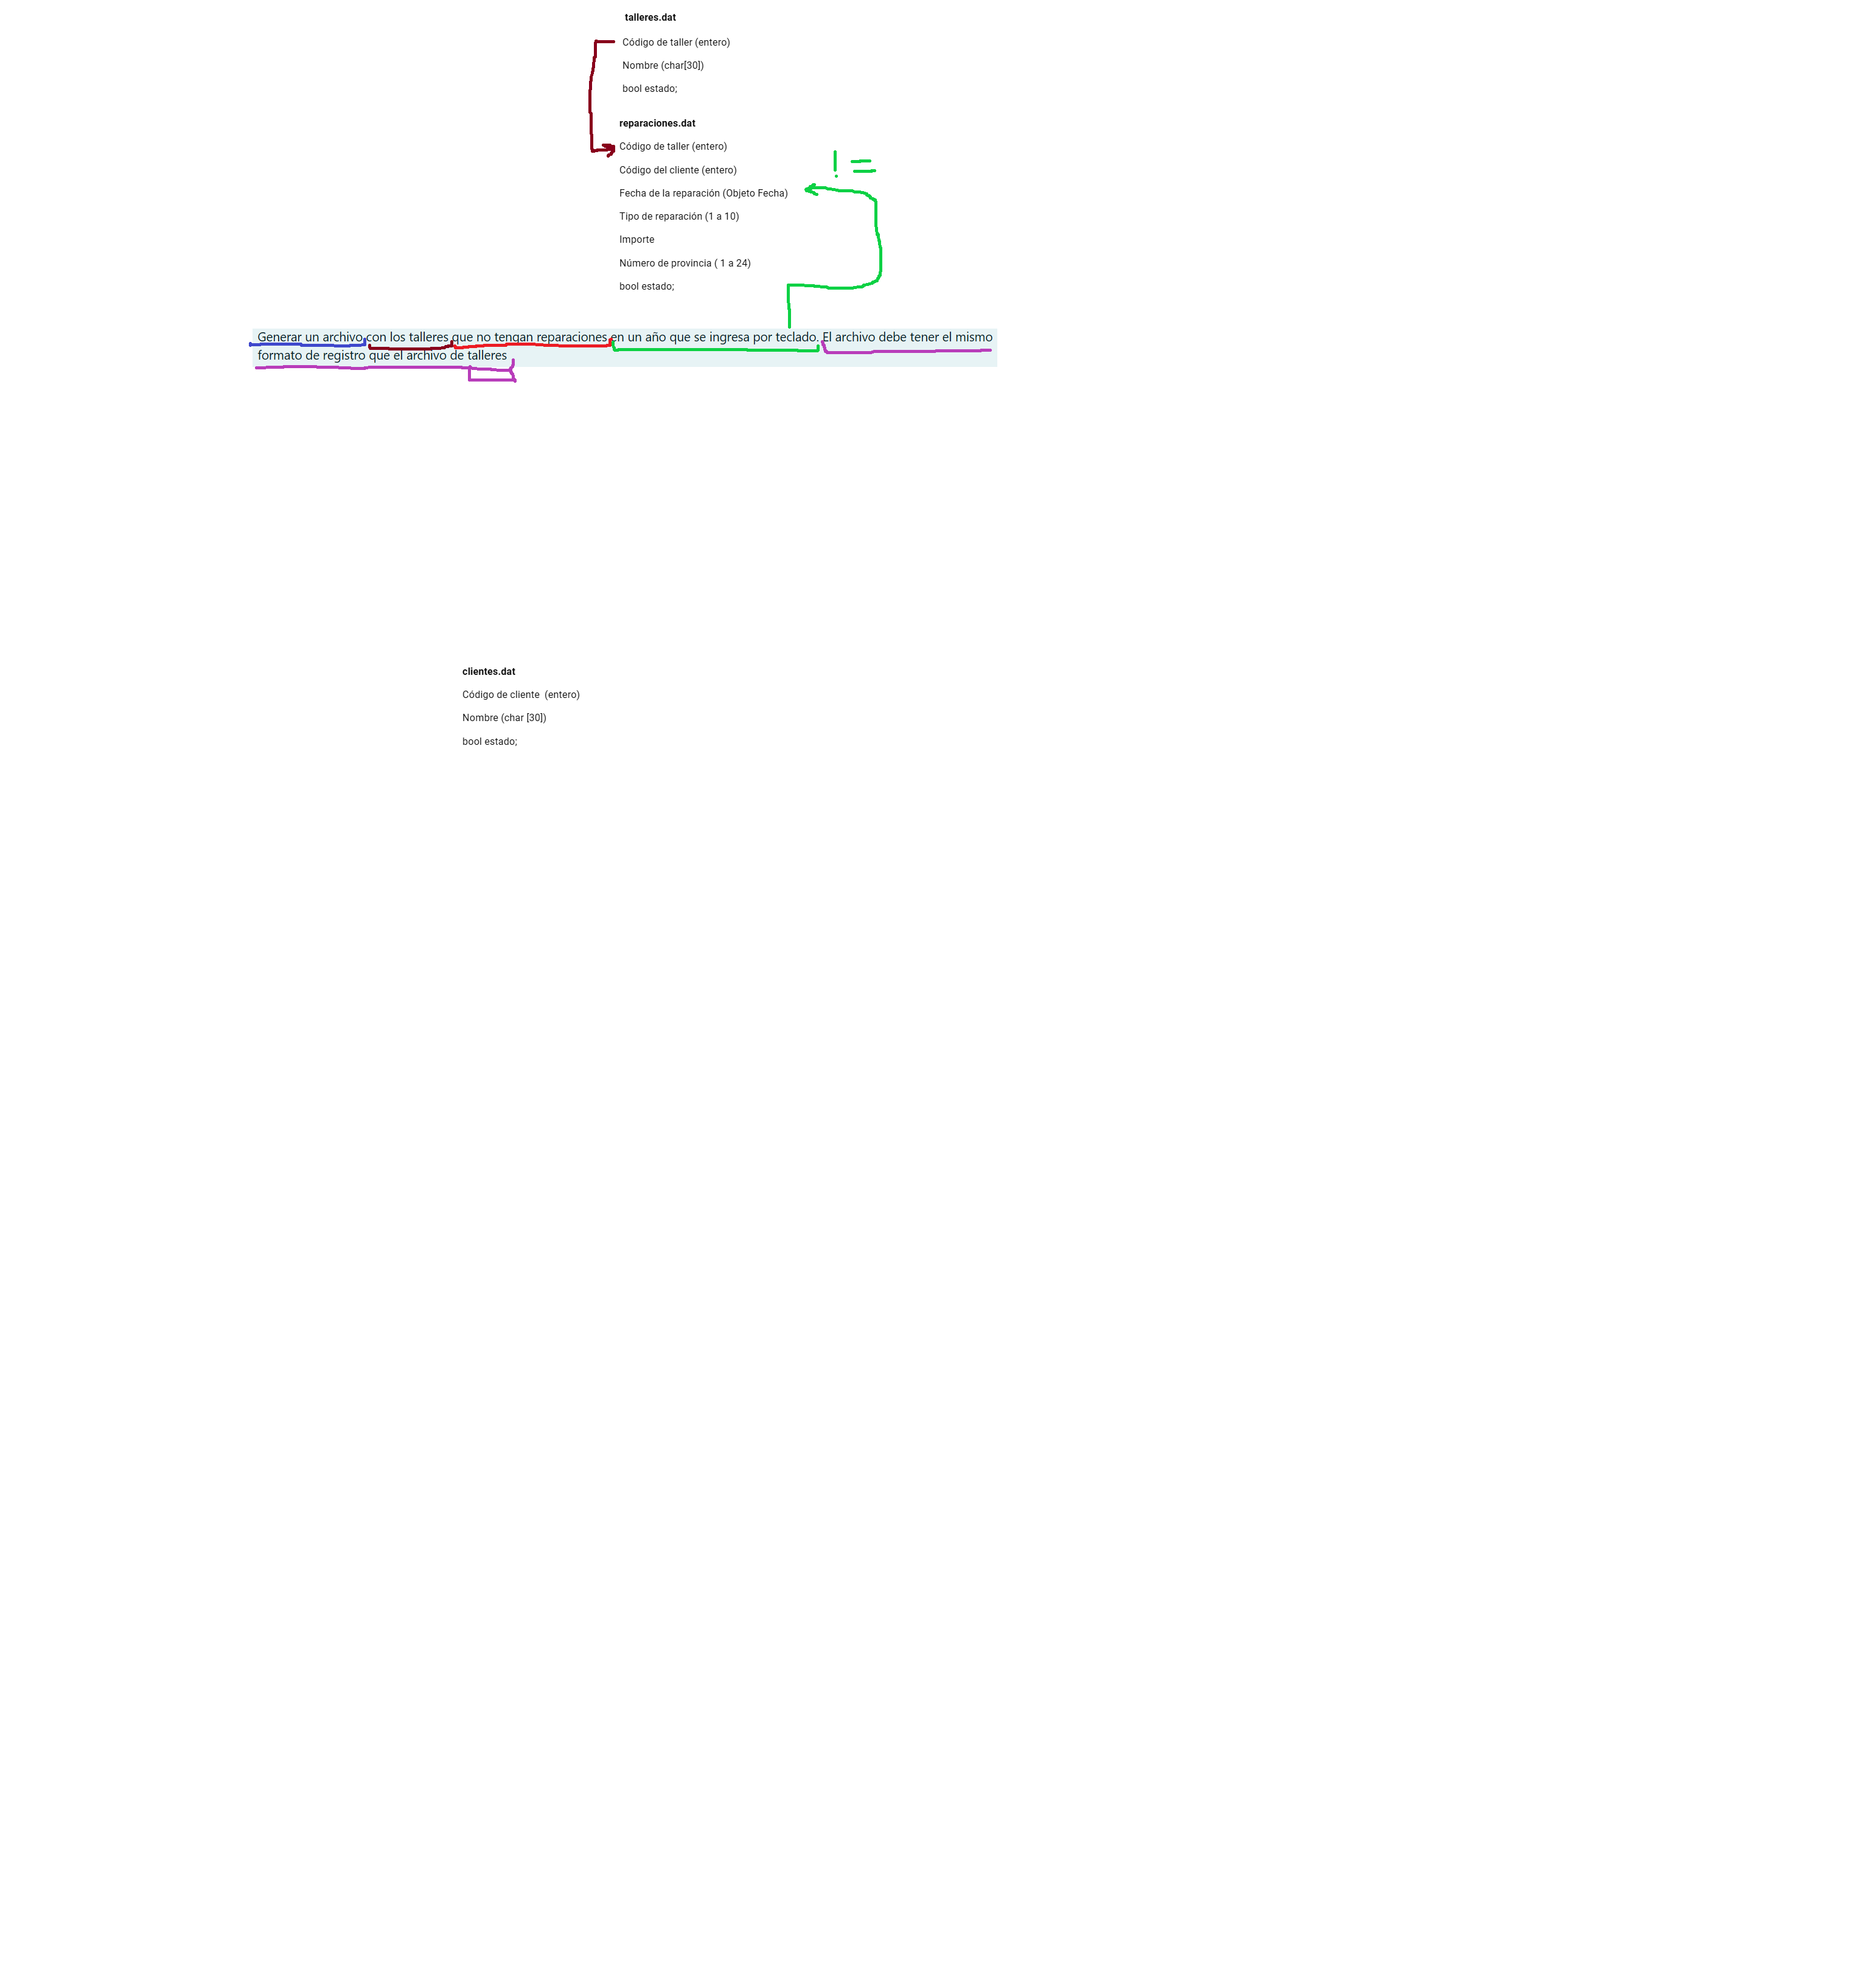 talleres.dat
Código de taller (entero)
Nombre (char[30])
bool estado;
reparaciones.dat
Código de taller (entero)
Código del cliente (entero)
Fecha de la reparación (Objeto Fecha)
Tipo de reparación (1 a 10)
Importe
Número de provincia ( 1 a 24)
bool estado;
!=
Generar un archivo con los talleres que no tengan reparaciones en un año que se ingresa por teclado. El archivo debe tener el mismo
formato de registro que el archivo de talleres
clientes.dat
Código de cliente  (entero)
Nombre (char [30])
bool estado;